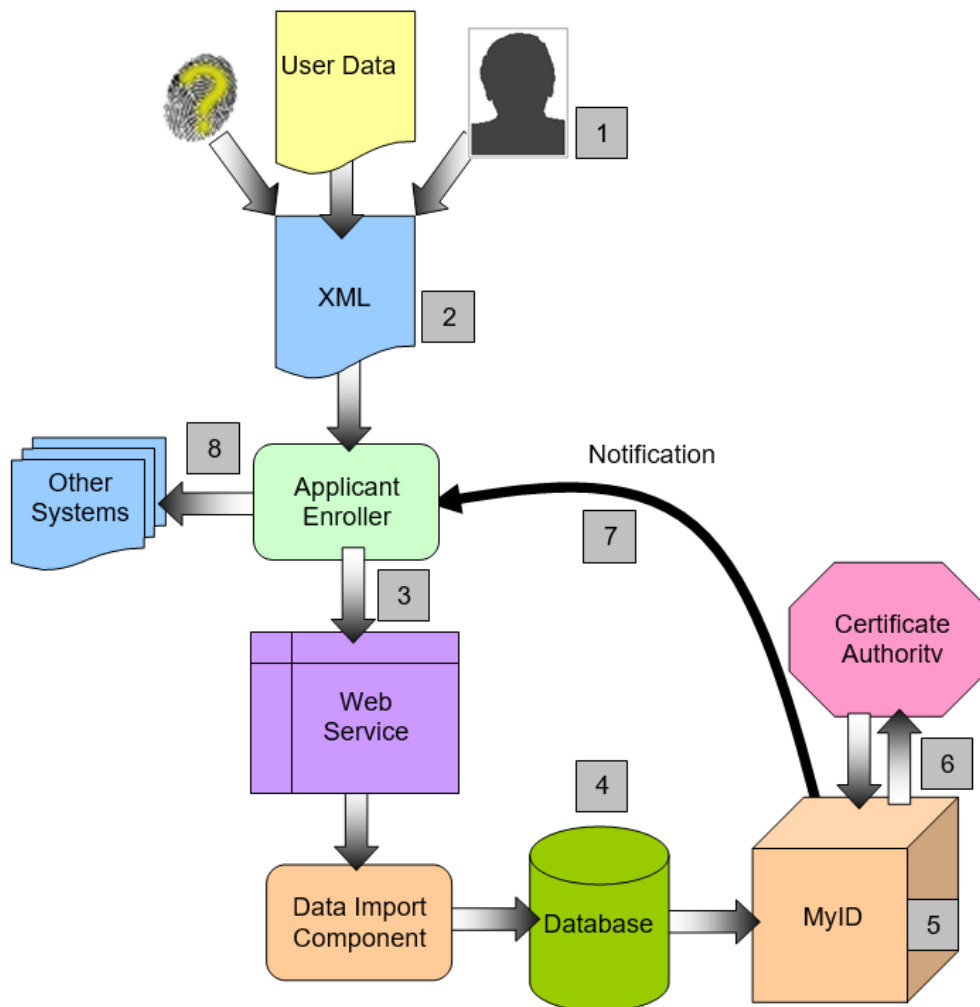 User Data
1
XML
2
8
Notification
Other
Systems
Applicant
Enroller
7
3
Certificate
Authority
Web
Service
6
4
Data Import
Component
Database
MyID
5